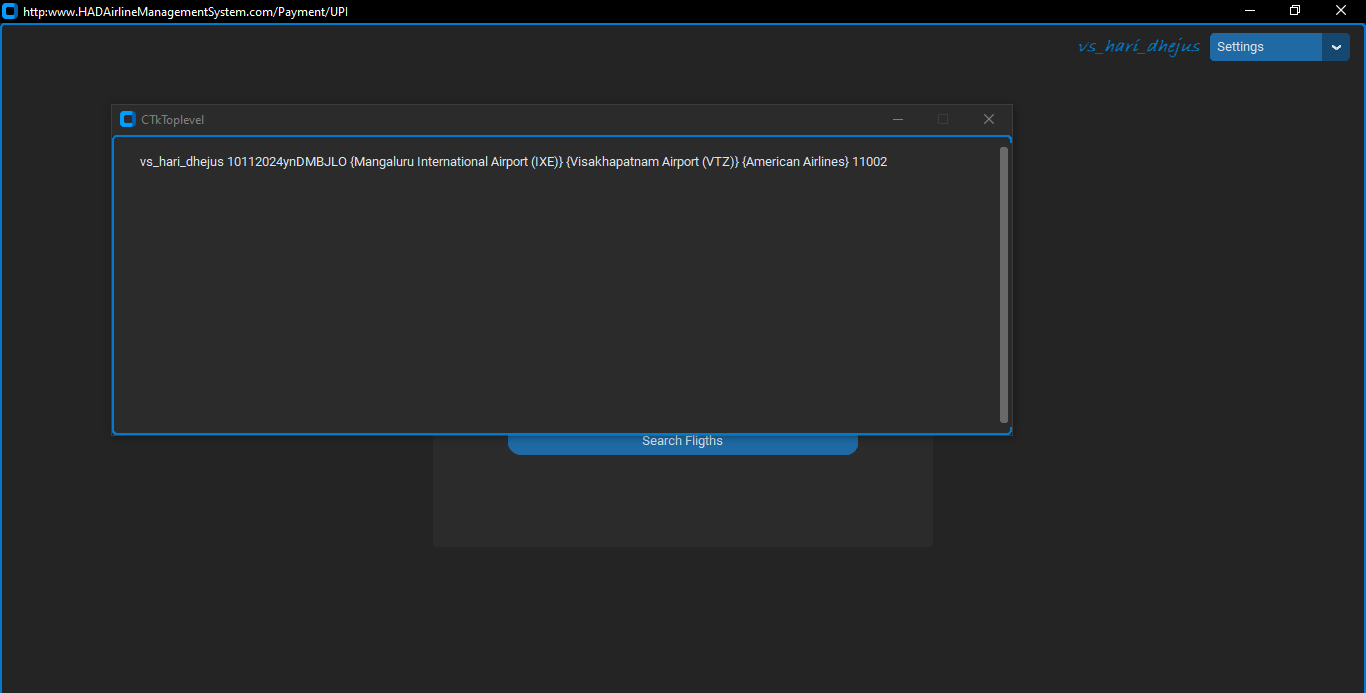 http:www.HADAirlineManagementSystem.com/Payment/UPI
vs_hari_dhejus
Settings
CTkToplevel
vs_hari_dhejus 10112024ynDMBJLO {Mangaluru International Airport (IXE)} {Visakhapatnam Airport (VTZ)} {American Airlines} 11002
Search Fligths